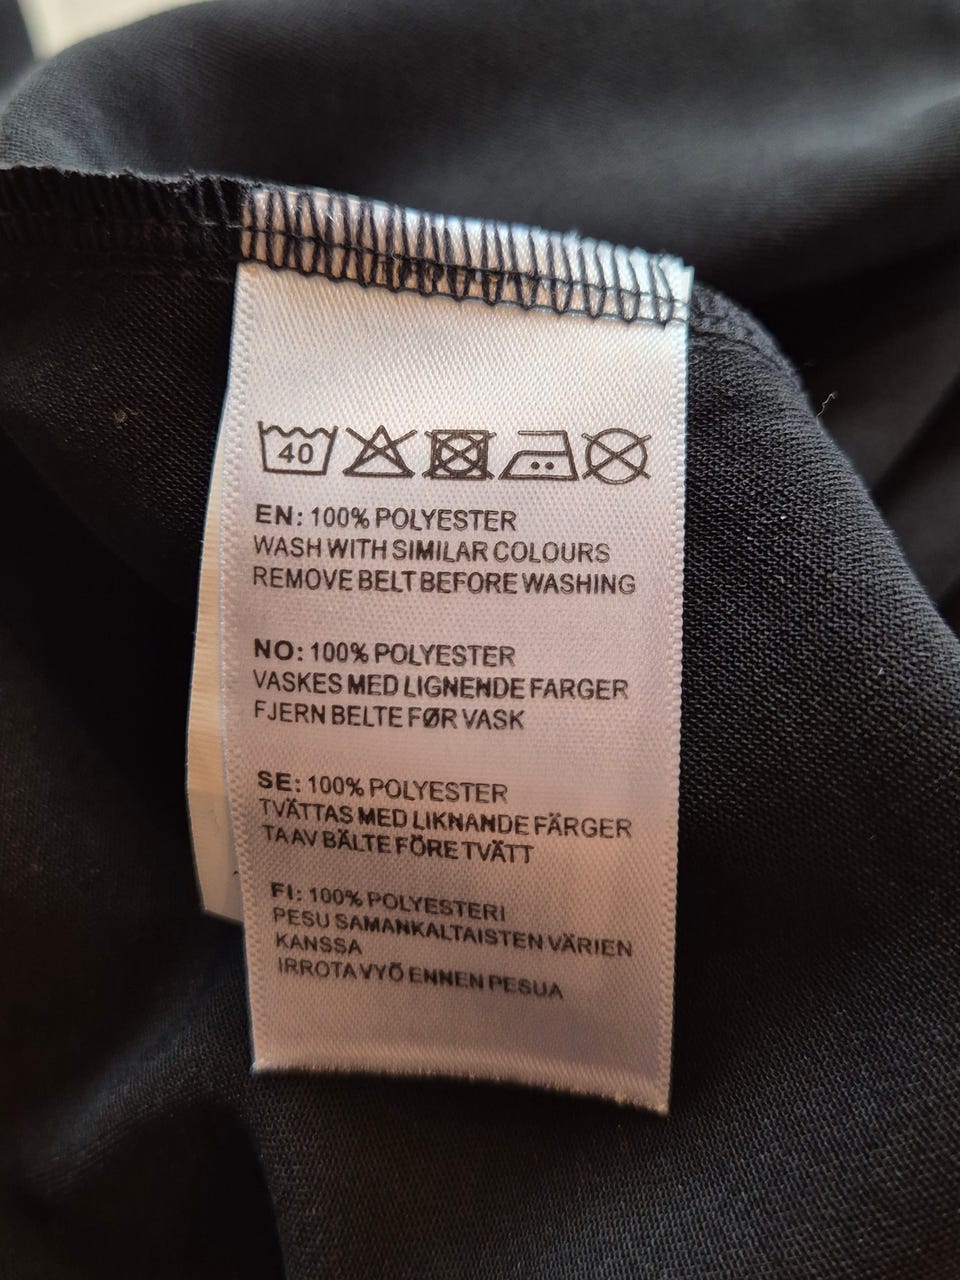 40
EN: 100% POLYESTER
WASH WITH SIMILAR COLOURS
REMOVE BELT BEFORE WASHING
NO: 100% POLYESTER
VASKES MED LIGNENDE FARGER
FJERN BELTE FØR VASK
SE: 100% POLYESTER
TVÄTTAS MED LIKNANDE FÄRGER
TA AV BÄLTE FÖRE TVÄTT
FI: 100% POLYESTERI
PESU SAMANKALTAISTEN VÄRIEN
KANSSA
IRROTA VYÖ ENNEN PESUA